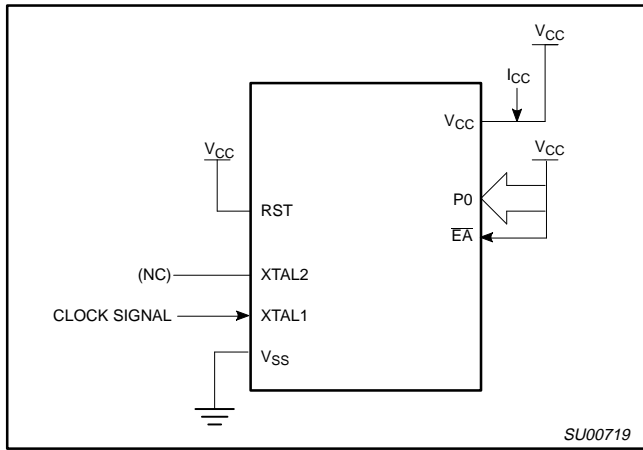 VCC
ICC
VCC
VCC
VCC
P0
RST
EA
(NC)
XTAL2
CLOCK SIGNAL
XTAL1
VSS
SU00719